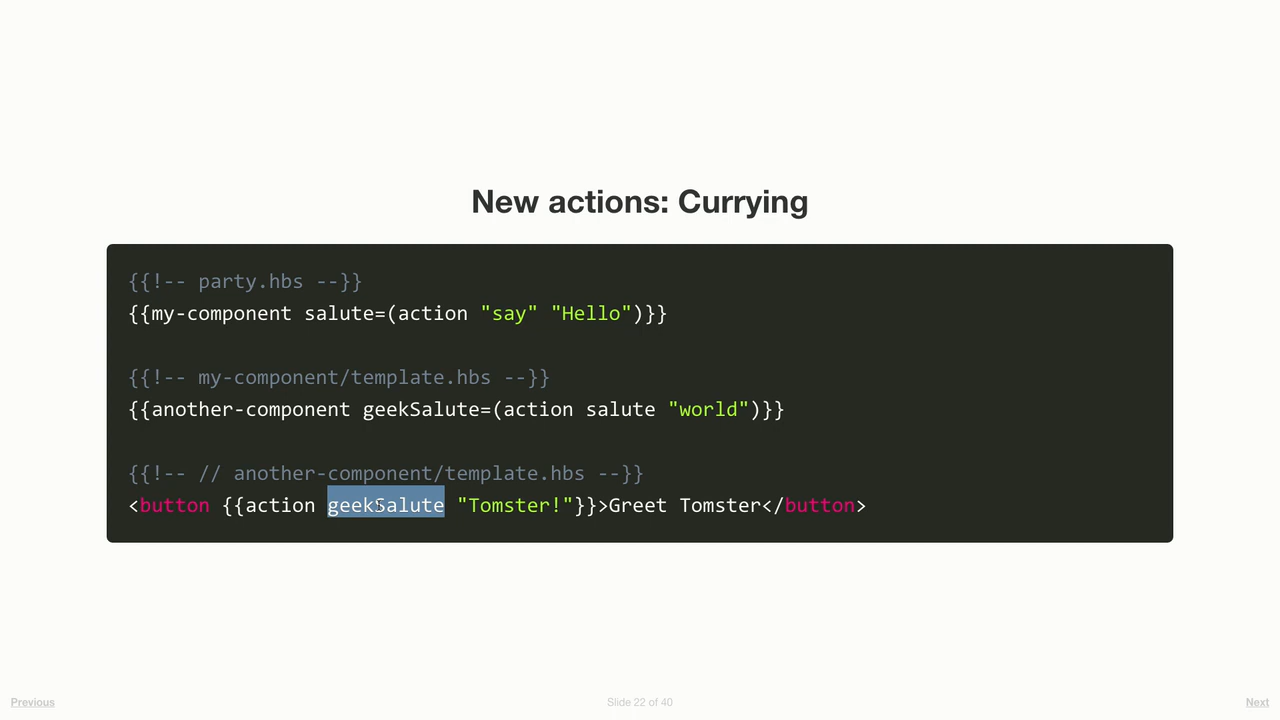 New actions: Currying
{{!-- party.hbs --}}
{{my-component salute=(action "say" "Hello")}}
{{!-- my-component/template.hbs --}}
{{another-component geekSalute=(action salute "world")}}
{{!-- // another-component/template.hbs --}}
<button {{action geekSalute "Tomster!"}}>Greet Tomster</button>
Previous
Slide 22 of 40
Next